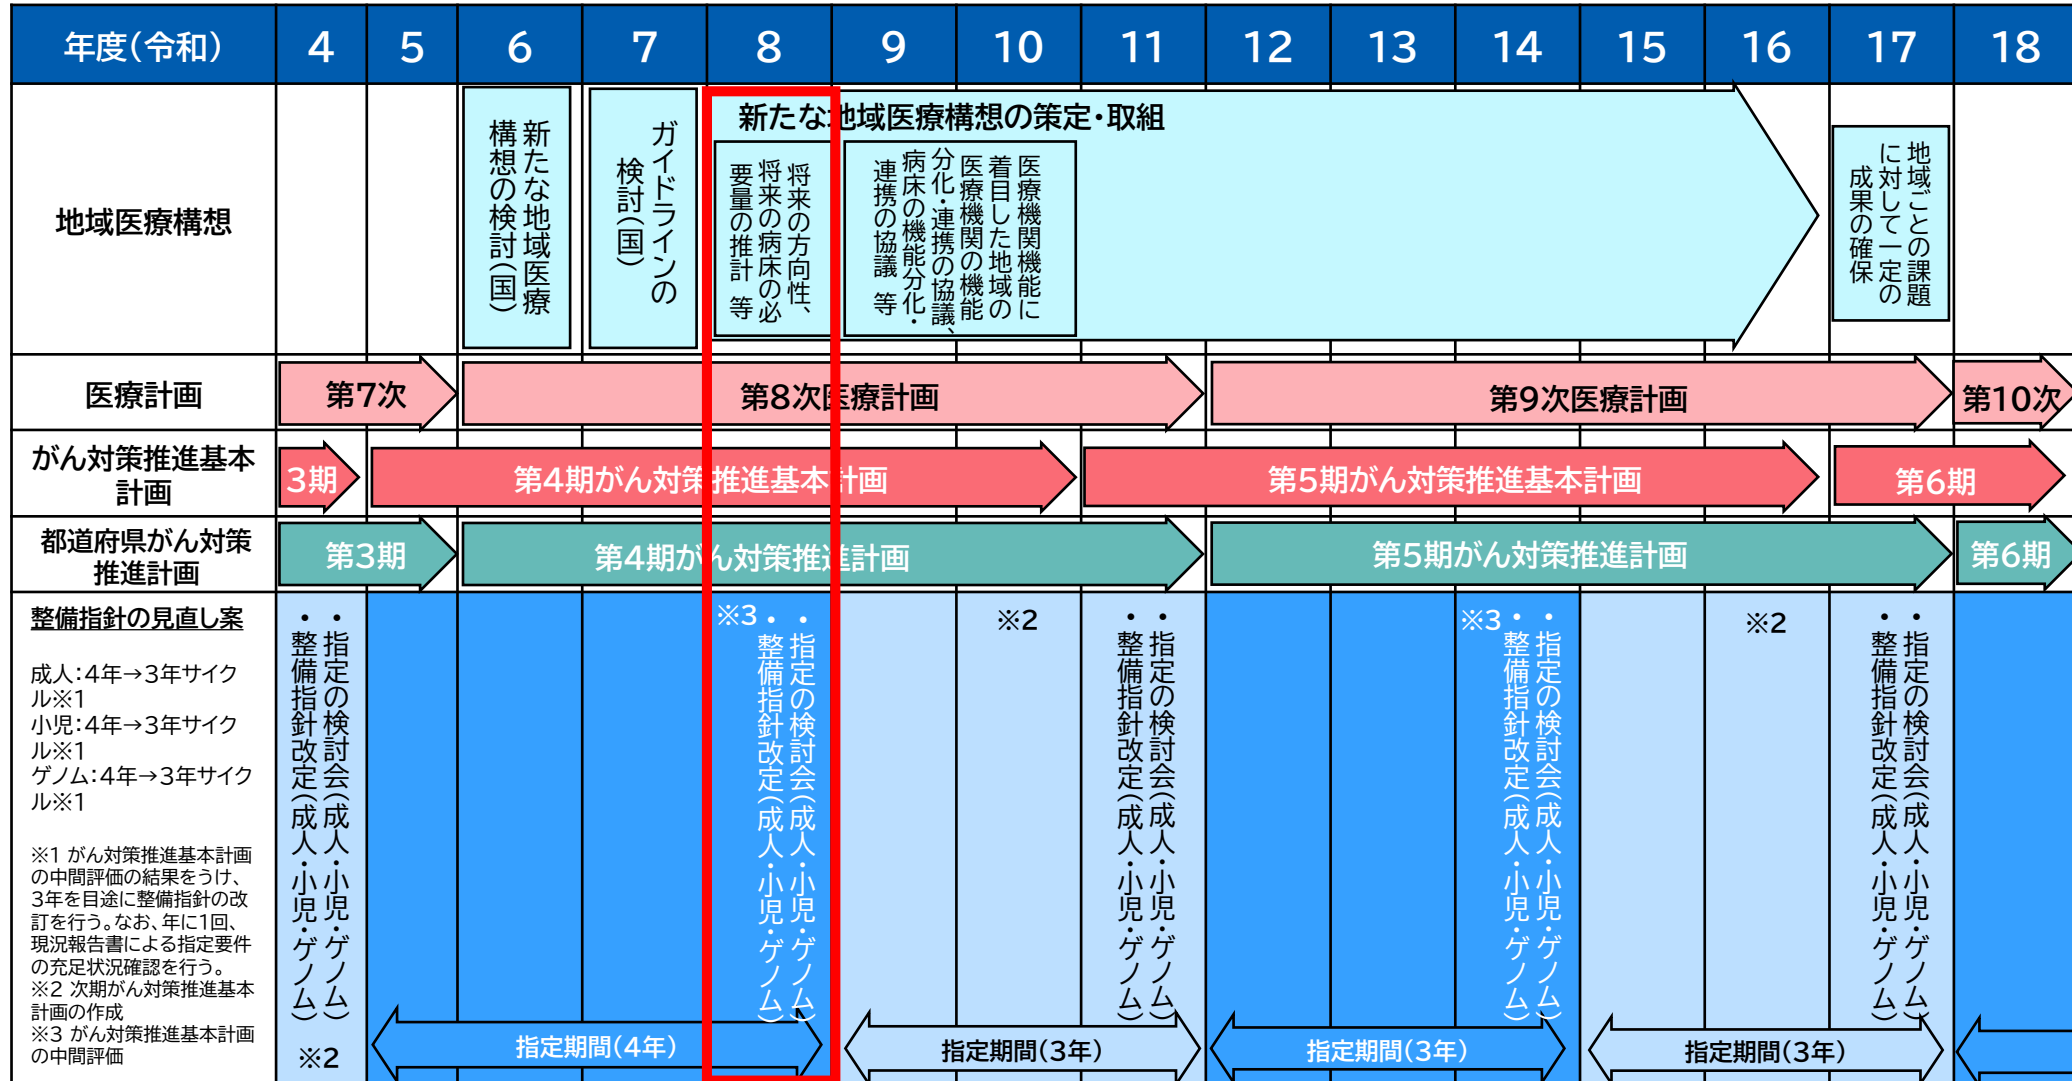 年度(令和) 4 5 6 7 8 9 10 11 12 13 14 15 16 17 18
地域医療構想
新たな地域医療
構想の検討(国)
ガイドラインの
検討(国)
新たな地域医療構想の策定・取組
将来の方向性、
将来の病床の必
要量の推計 等
医療機関機能に
着目した地域の
医療機関の機能
分化・連携の協議、
病床の機能分化・
連携の協議 等
地域ごとの課題
に対して一定の
成果の確保
医療計画
第7次
第8次医療計画
第9次医療計画
第10次
がん対策推進基本
計画
3期
第4期がん対策推進基本計画
第5期がん対策推進基本計画
第6期
都道府県がん対策
推進計画
第3期
第4期がん対策推進計画
第5期がん対策推進計画
第6期
整備指針の見直し案
成人:4年→3年サイク
ル※1
小児:4年→3年サイク
ル※1
ゲノム:4年→3年サイク
ル※1
※1 がん対策推進基本計画
の中間評価の結果をうけ、
3年を目途に整備指針の改
訂を行う。なお、年に1回、
現況報告書による指定要件
の充足状況確認を行う。
※2 次期がん対策推進基本
計画の作成
※3 がん対策推進基本計画
の中間評価
・指定の検討会(成人・小児・ゲノム)
・整備指針改定(成人・小児・ゲノム)
※2
※3
・指定の検討会(成人・小児・ゲノム)
・整備指針改定(成人・小児・ゲノム)
※2
・指定の検討会(成人・小児・ゲノム)
・整備指針改定(成人・小児・ゲノム)
※3
・指定の検討会(成人・小児・ゲノム)
・整備指針改定(成人・小児・ゲノム)
※2
・指定の検討会(成人・小児・ゲノム)
・整備指針改定(成人・小児・ゲノム)
指定期間(4年)
指定期間(3年)
指定期間(3年)
指定期間(3年)